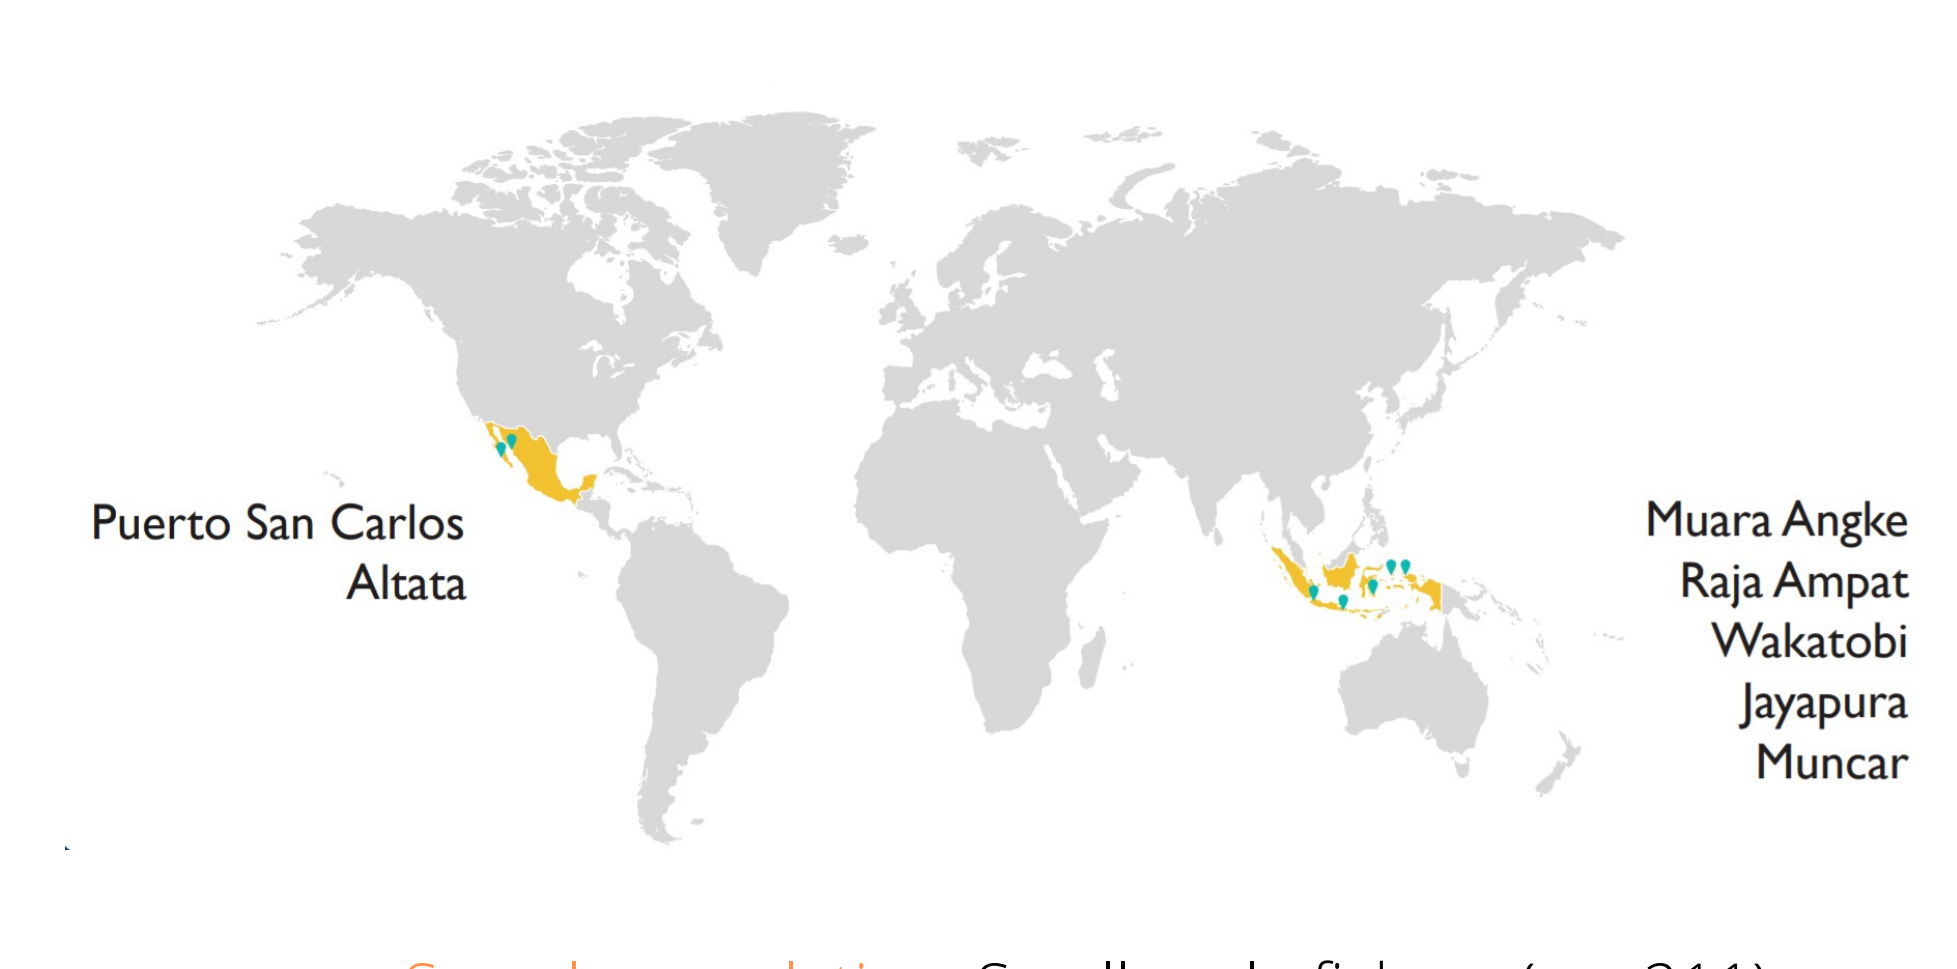 Puerto San Carlos
Altata
Muara Angke
Raja Ampat
Wakatobi
Jayapura
Muncar